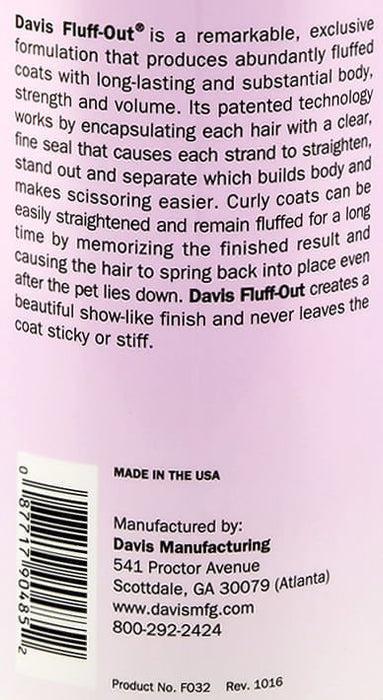 Davis Fluff-Out® is a remarkable, exclusive
formulation that produces abundantly fluffed
coats with long-lasting and substantial body,
strength and volume. Its patented technology
works by encapsulating each hair with a clear,
fine seal that causes each strand to straighten,
stand out and separate which builds body and
makes scissoring easier. Curly coats can be
easily straightened and remain fluffed for a long
time by memorizing the finished result and
causing the hair to spring back into place even
after the pet lies down. Davis Fluff-Out creates a
beautiful show-like finish and never leaves the
coat sticky or stiff.
MADE IN THE USA
0 87717 90485 2
Manufactured by:
Davis Manufacturing
541 Proctor Avenue
Scottdale, GA 30079 (Atlanta)
www.davismfg.com
800-292-2424
Product No. FO32 Rev. 1016